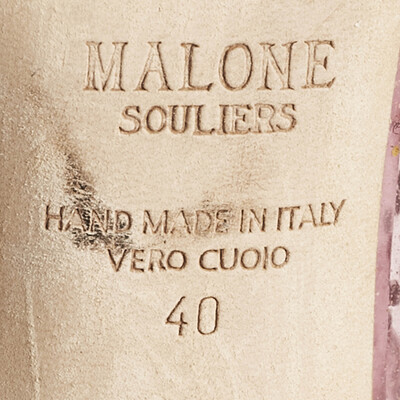 MALONE
SOULIERS
HAND MADE IN ITALY
VERO CUOIO
40